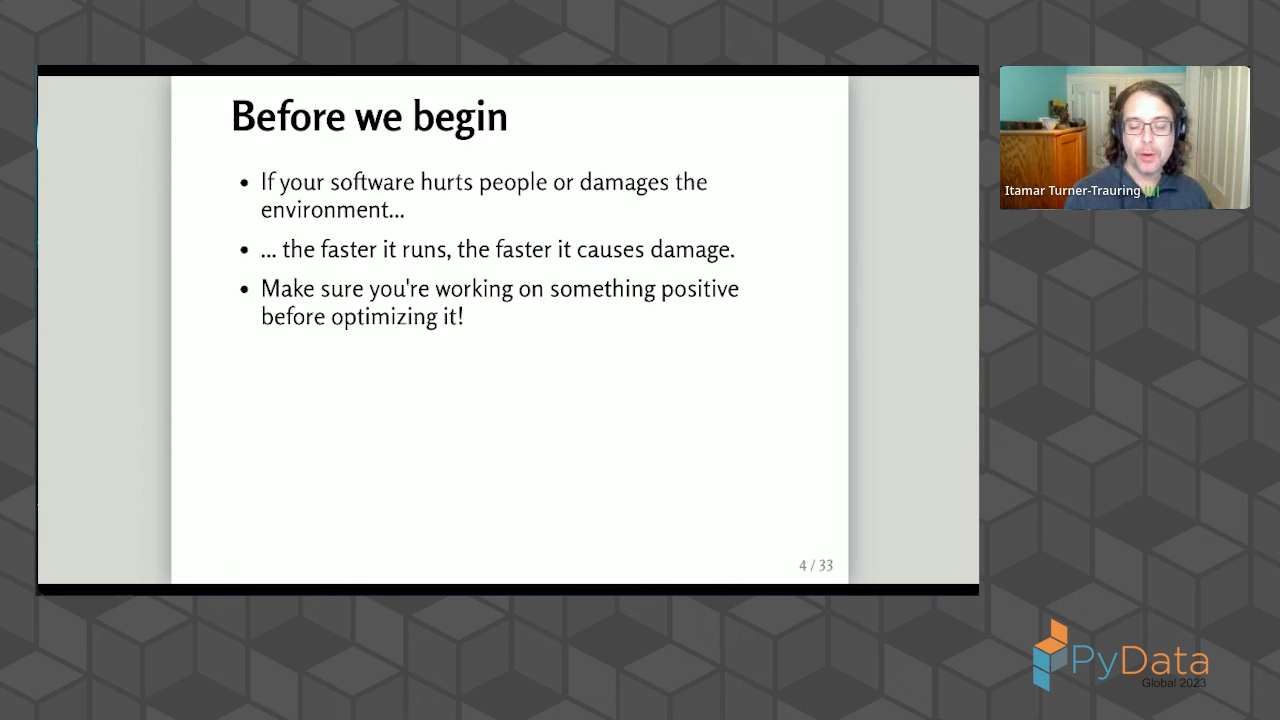 Before we begin
• If your software hurts people or damages the
environment...
• ... the faster it runs, the faster it causes damage.
• Make sure you're working on something positive
before optimizing it!
4 / 33
Itamar Turner-Trauring
PyData
Global 2023